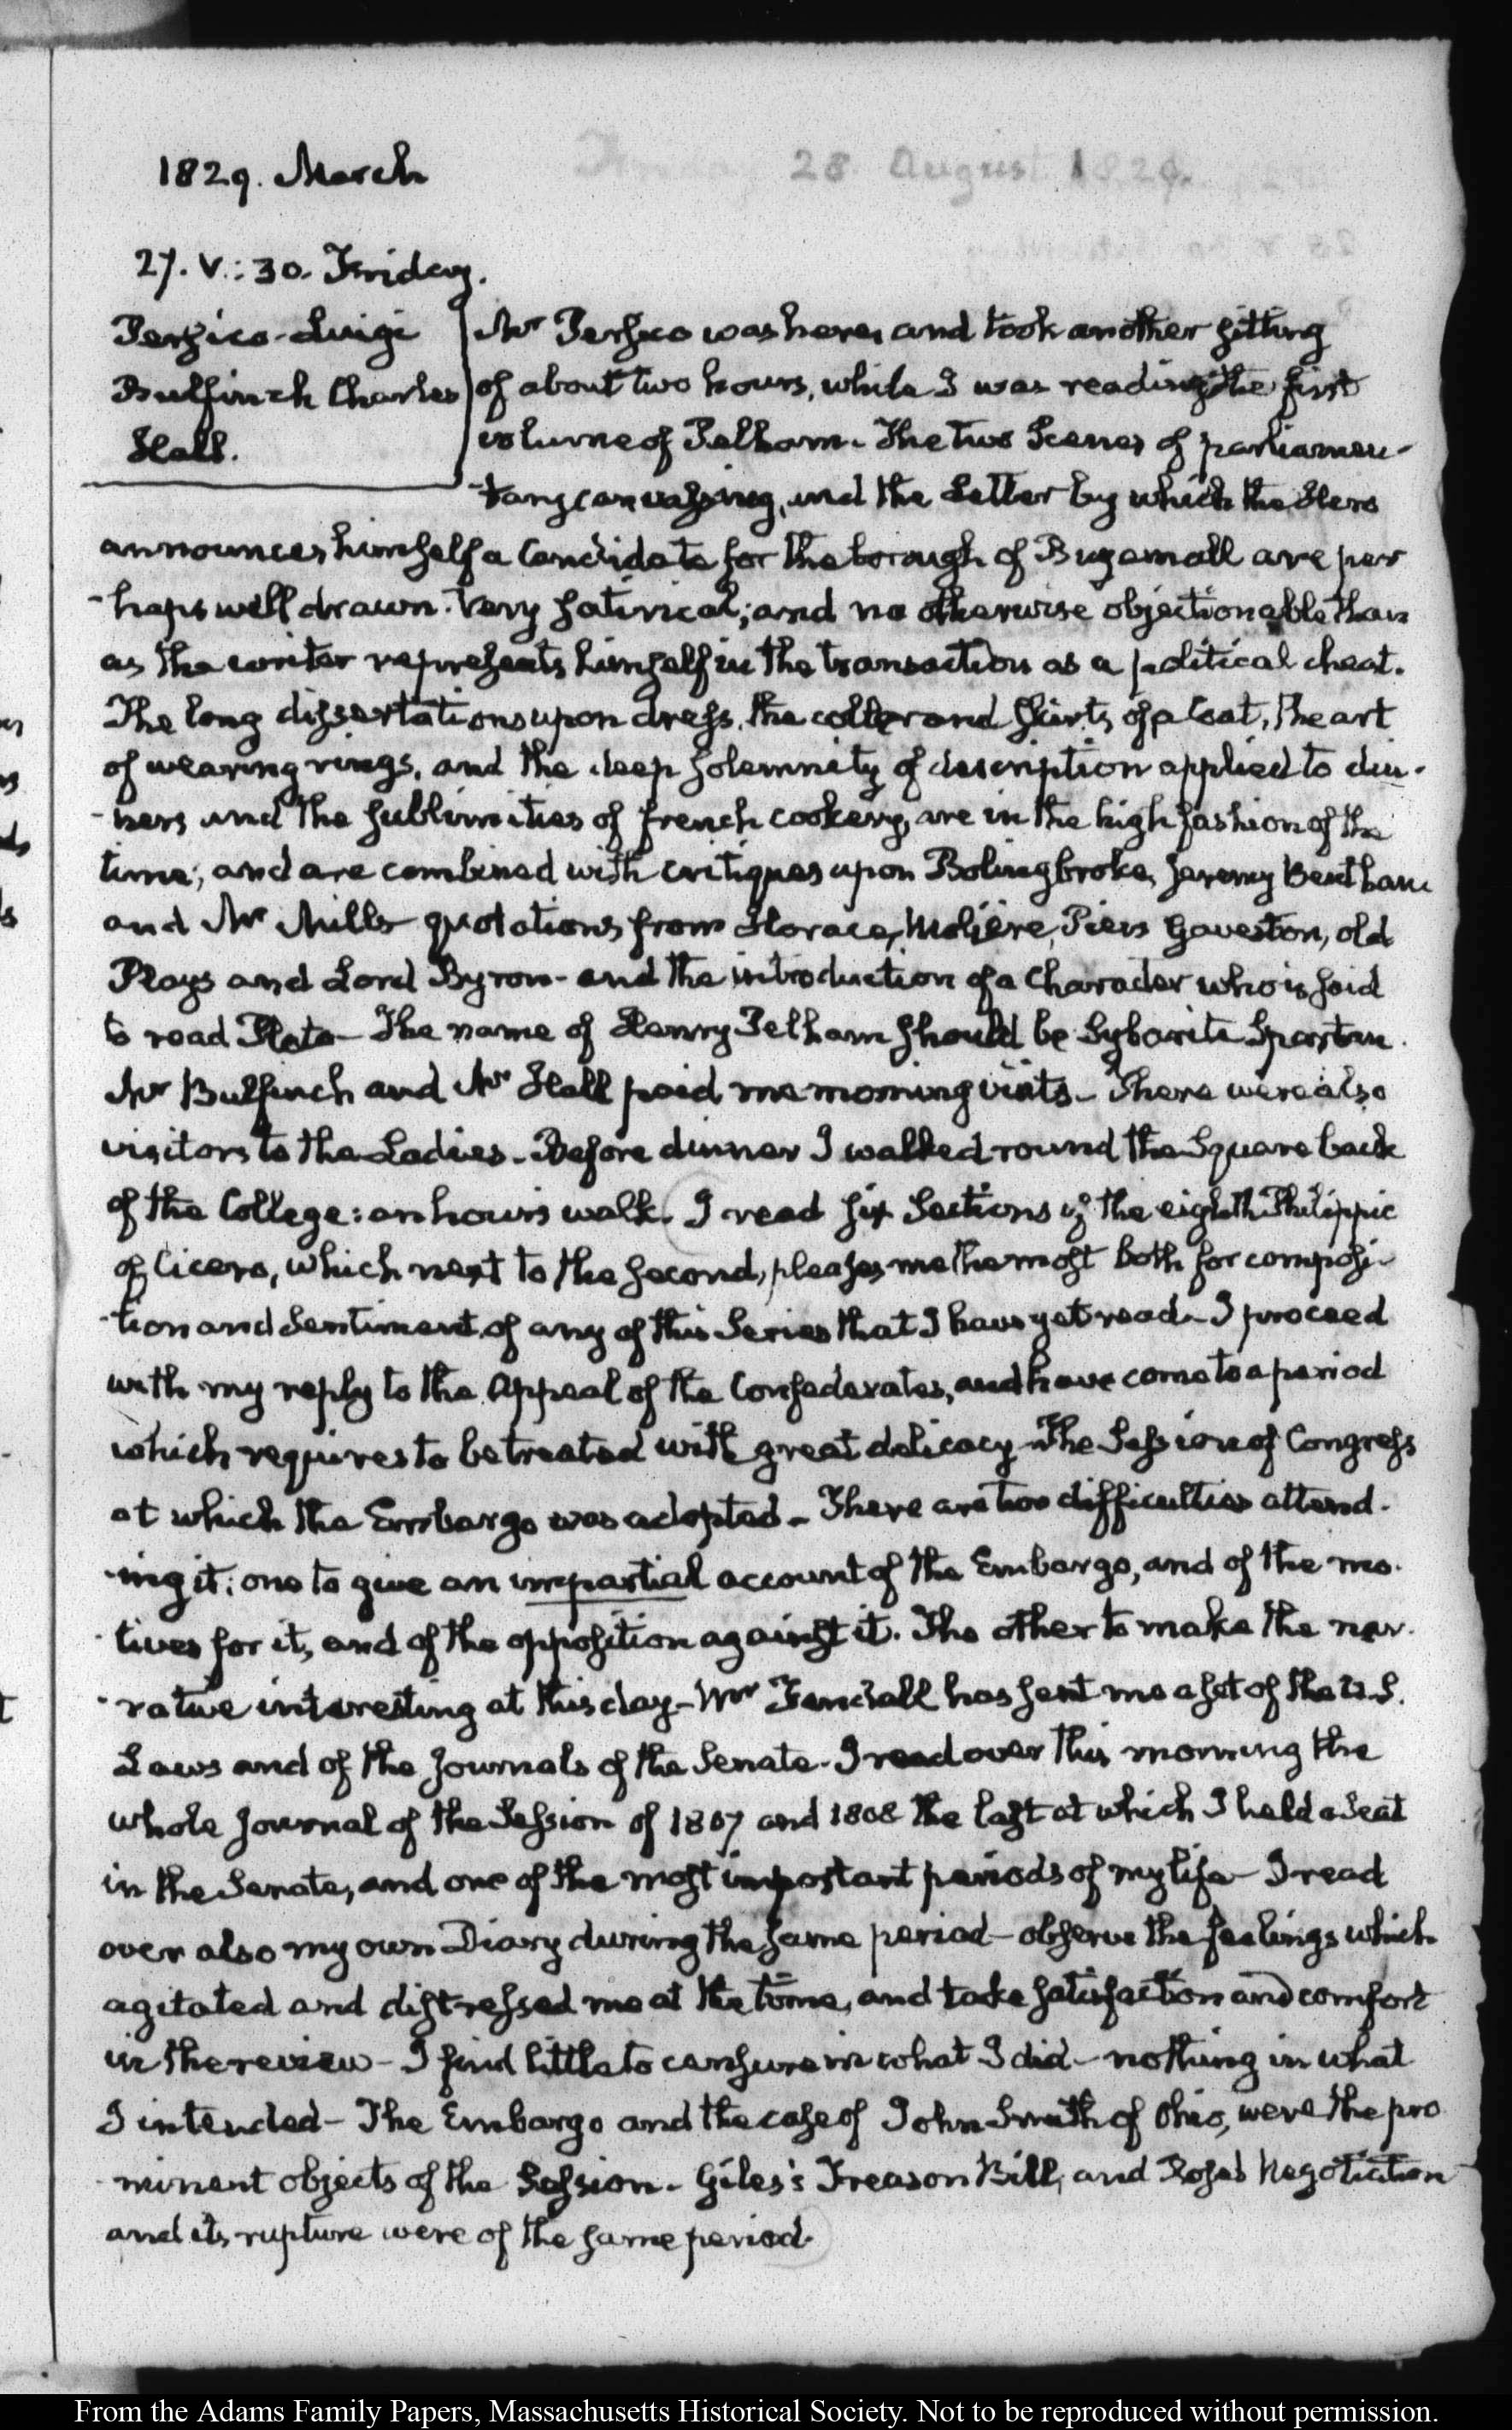 1829. March
28 August 1829.
27. V.: 30. Friday.
Persico-Luigi
Bulfinch Charles
Hall.
Mr Persico was here, and took another sitting
of about two hours, while I was reading the first
volume of Pelham. The two Scenes of parliamen-
-tary canvassing, and the Letter by which the Hero
announces himself a Candidate for the borough of Buyemall are per
-haps well drawn. Very satirical; and no otherwise objectionable than
as the writer represents himself in the transaction as a political cheat.
The long dissertations upon dress, the collar and skirts of a Coat, the art
of wearing rings, and the deep solemnity of description applied to din-
-ners and the sublimities of french cookery, are in the high fashion of the
time; and are combined with critiques upon Bolingbroke, Jeremy Bentham
and Mr Mills quotations from Horace, Moliere, Piers Gaveston, old
Plays and Lord Byron- and the introduction of a Character who is said
to read Plato- The name of Henry Pelham should be Sybarite Spartan.
Mr Bulfinch and Mr Hall paid me morning visits- There were also
visitors to the Ladies- Before dinner I walked round the Square back
of the College: an hour's walk. I read six Sections of the eighth Philippic
of Cicero, which next to the second, pleases me the most both for composi-
-tion and Sentiment of any of this Series that I have yet read- I proceed
with my reply to the Appeal of the Confederates, and have come to a period
which requires to be treated with great delicacy- The Session of Congress
at which the Embargo was adopted- There are two difficulties attend-
-ing it: one to give an impartial account of the Embargo, and of the mo-
-tives for it, and of the opposition against it. The other to make the nar-
-rative interesting at this day- Mr Fendall has sent me a set of the U.S.
Laws and of the Journals of the Senate- I read over this morning the
whole Journal of the Session of 1807 and 1808 the last at which I held a Seat
in the Senate, and one of the most important periods of my life- I read
over also my own Diary during the same period- observe the feelings which
agitated and distressed me at the time, and take satisfaction and comfort
in the review- I find little to censure in what I did- nothing in what
I intended- The Embargo and the case of John Smith of Ohio, were the pro
-minent objects of the Session- Giles's Treason Bill, and Rose's Negotiation
and its rupture were of the same period.
From the Adams Family Papers, Massachusetts Historical Society. Not to be reproduced without permission.